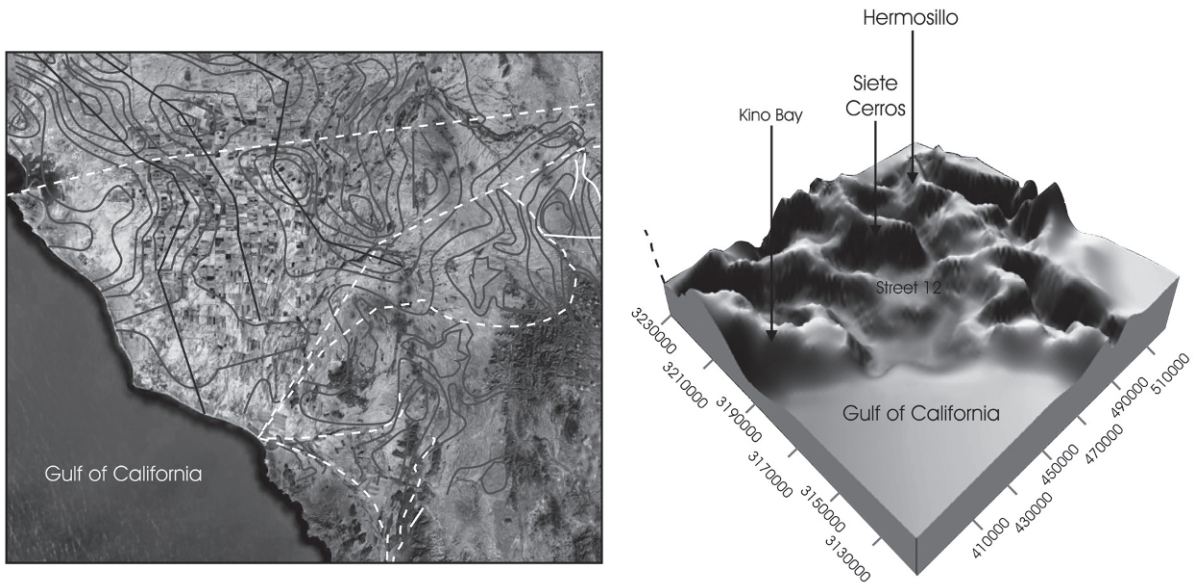 Gulf of California
Hermosillo
Siete
Cerros
Kino Bay
Street 12
Gulf of California
3230000
3210000
3190000
3170000
3150000
3130000
410000
430000
450000
470000
490000
510000